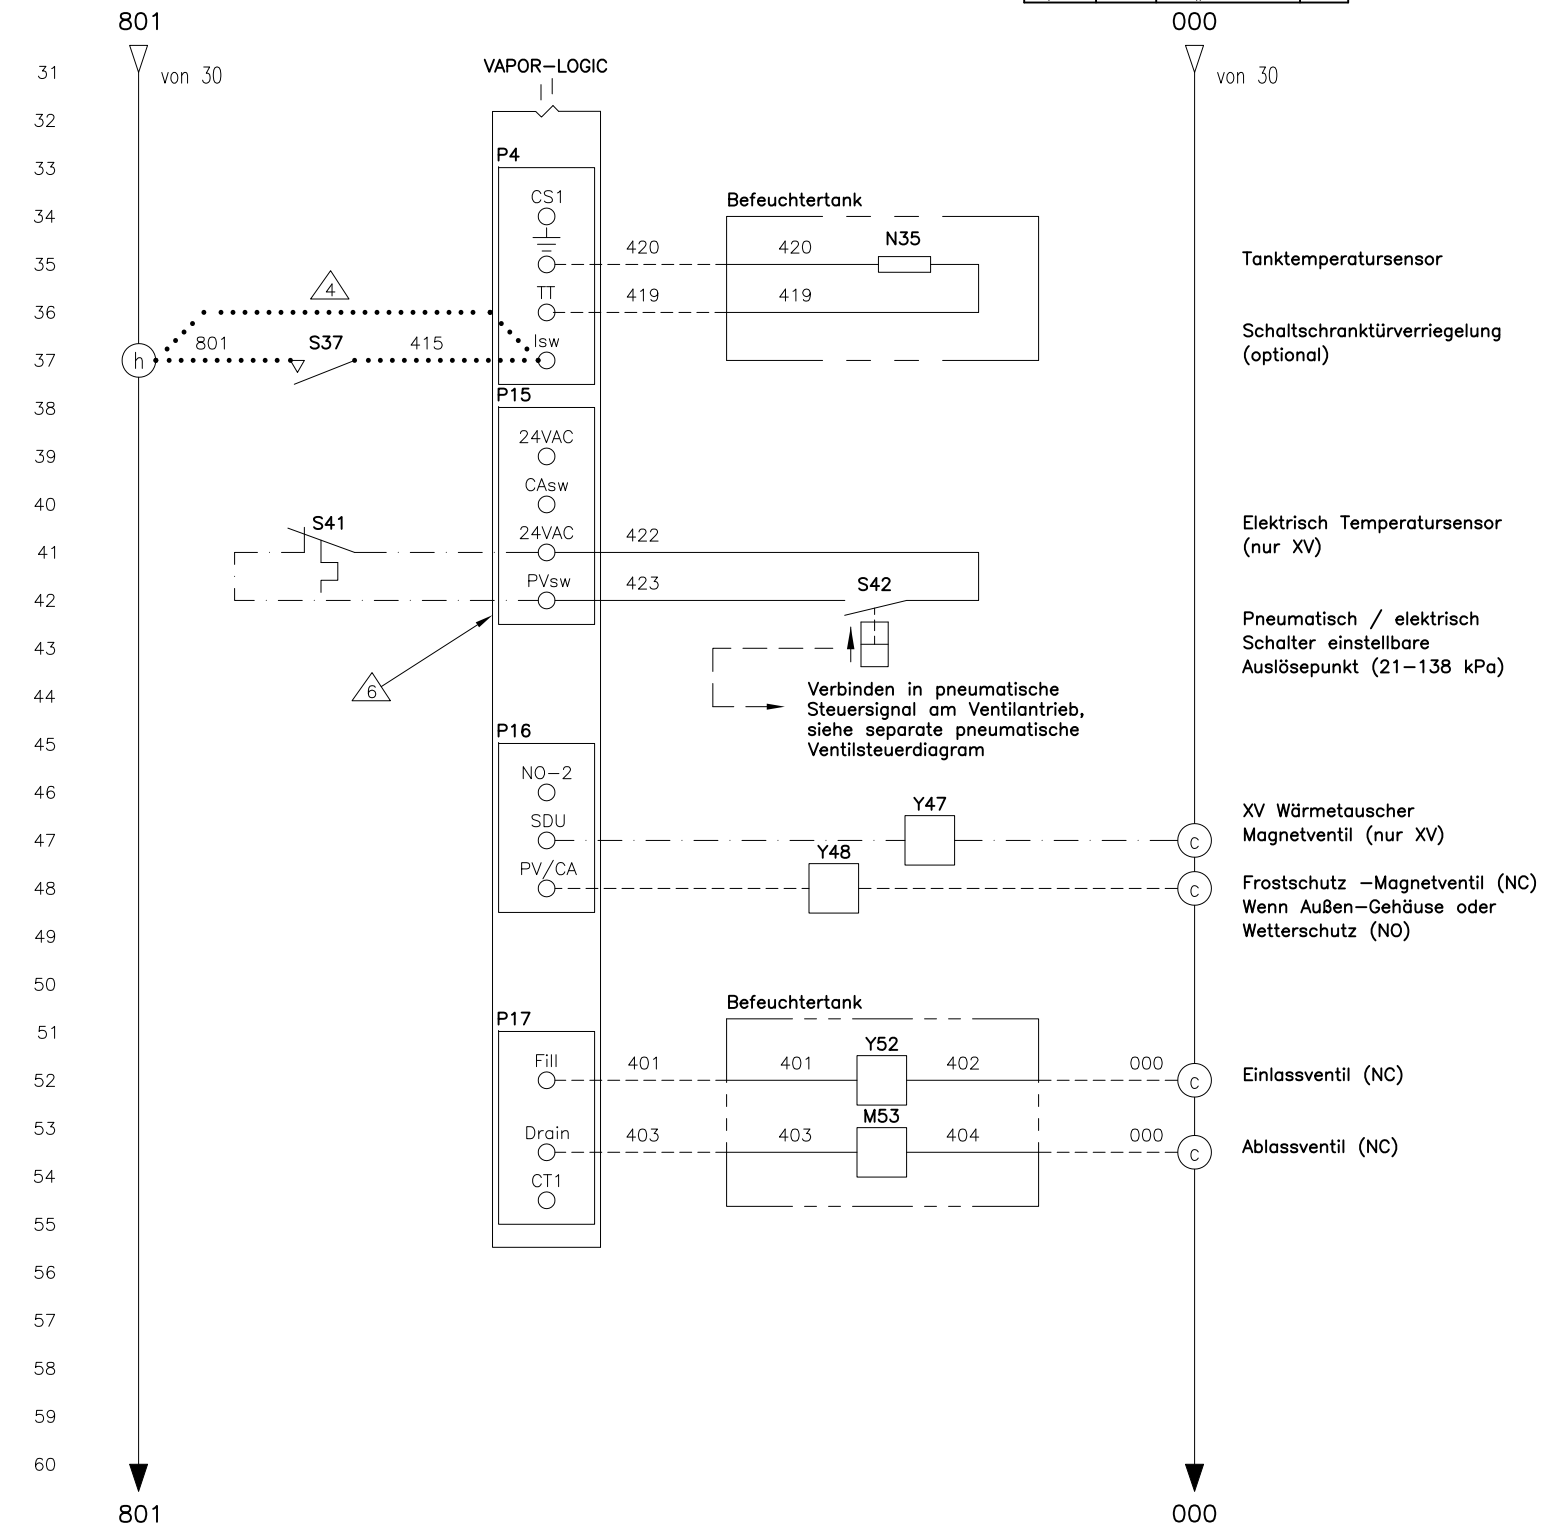 801
000
von 30
von 30
31
32
33
34
35
36
37
38
39
40
41
42
43
44
45
46
47
48
49
50
51
52
53
54
55
56
57
58
59
60
VAPOR-LOGIC
P4
CS1
TT
Isw
420
420
N35
419
419
Befeuchtertank
Tanktemperatursensor
4
h
801
S37
415
Schaltschranktürverriegelung
(optional)
P15
24VAC
CAsw
24VAC
PVsw
S41
422
423
S42
Elektrisch Temperatursensor
(nur XV)
Pneumatisch / elektrisch
Schalter einstellbare
Auslösepunkt (21-138 kPa)
6
Verbinden in pneumatische
Steuersignal am Ventilantrieb,
siehe separate pneumatische
Ventilsteuerdiagram
P16
NO-2
SDU
PV/CA
Y47
Y48
c
c
XV Wärmetauscher
Magnetventil (nur XV)
Frostschutz -Magnetventil (NC)
Wenn Außen-Gehäuse oder
Wetterschutz (NO)
Befeuchtertank
P17
Fill
Drain
CT1
401
401
Y52
402
000
c
Einlassventil (NC)
403
403
M53
404
000
c
Ablassventil (NC)
801
000